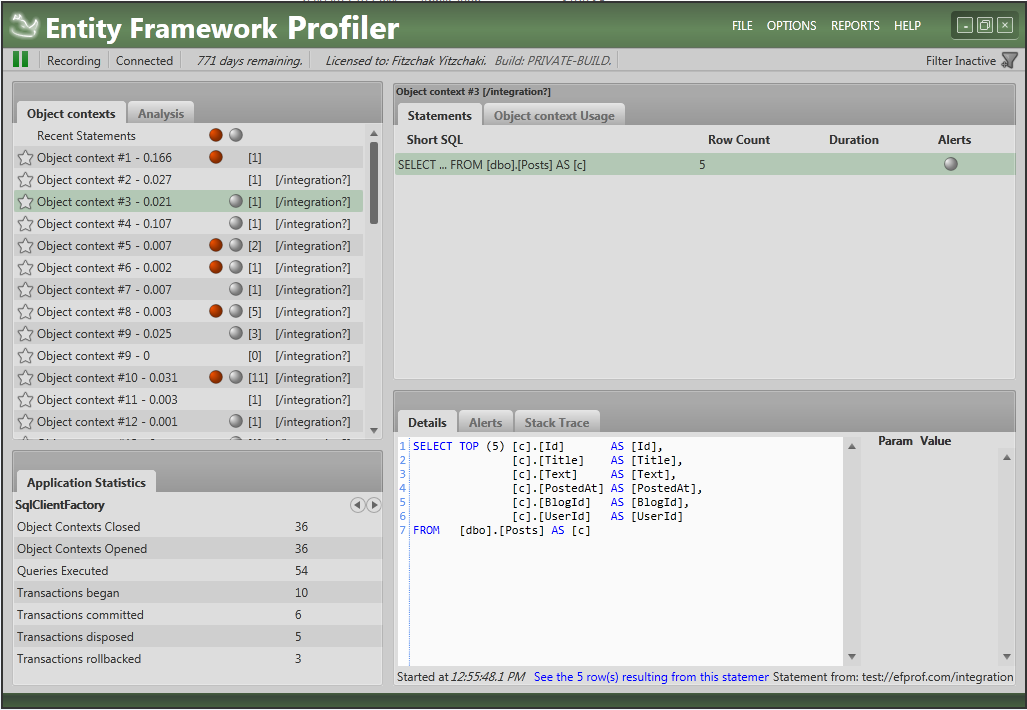 Entity Framework Profiler
FILE OPTIONS REPORTS HELP
Recording Connected 771 days remaining. Licensed to: Fitzchak Yitzchaki. Build: PRIVATE-BUILD. Filter Inactive
Object contexts Analysis
Recent Statements
Object context #1 - 0.166 [1]
Object context #2 - 0.027 [1] [/integration?]
Object context #3 - 0.021 [1] [/integration?]
Object context #4 - 0.107 [1] [/integration?]
Object context #5 - 0.007 [2] [/integration?]
Object context #6 - 0.002 [1] [/integration?]
Object context #7 - 0.007 [1] [/integration?]
Object context #8 - 0.003 [5] [/integration?]
Object context #9 - 0.025 [3] [/integration?]
Object context #9 - 0 [0] [/integration?]
Object context #10 - 0.031 [11] [/integration?]
Object context #11 - 0.003 [1] [/integration?]
Object context #12 - 0.001 [1] [/integration?]
Application Statistics
SqlClientFactory
Object Contexts Closed 36
Object Contexts Opened 36
Queries Executed 54
Transactions began 10
Transactions committed 6
Transactions disposed 5
Transactions rollbacked 3
Object context #3 [/integration?]
Statements Object context Usage
Short SQL Row Count Duration Alerts
SELECT ... FROM [dbo].[Posts] AS [c] 5
Details Alerts Stack Trace
1 SELECT TOP (5) [c].[Id] AS [Id],
2 [c].[Title] AS [Title],
3 [c].[Text] AS [Text],
4 [c].[PostedAt] AS [PostedAt],
5 [c].[BlogId] AS [BlogId],
6 [c].[UserId] AS [UserId]
7 FROM [dbo].[Posts] AS [c]
Param Value
Started at 12:55:48.1 PM See the 5 row(s) resulting from this statemer Statement from: test://efprof.com/integration